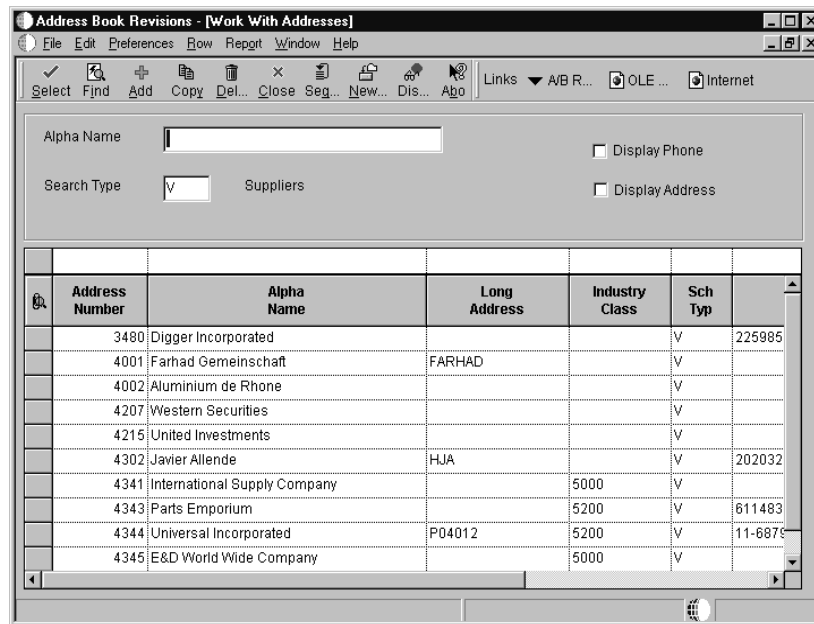 Address Book Revisions - [Work With Addresses]
File Edit Preferences Row Report Window Help
Select Find Add Copy Del... Close Seq... New... Dis... Abo Links A/B R... OLE ... Internet
Alpha Name
Display Phone
Search Type V Suppliers
Display Address
Address Number Alpha Name Long Address Industry Class Sch Typ
3480 Digger Incorporated V 225985
4001 Farhad Gemeinschaft FARHAD V
4002 Aluminium de Rhone V
4207 Western Securities V
4215 United Investments V
4302 Javier Allende HJA V 202032
4341 International Supply Company 5000 V
4343 Parts Emporium 5200 V 611483
4344 Universal Incorporated P04012 5200 V 11-6879
4345 E&D World Wide Company 5000 V